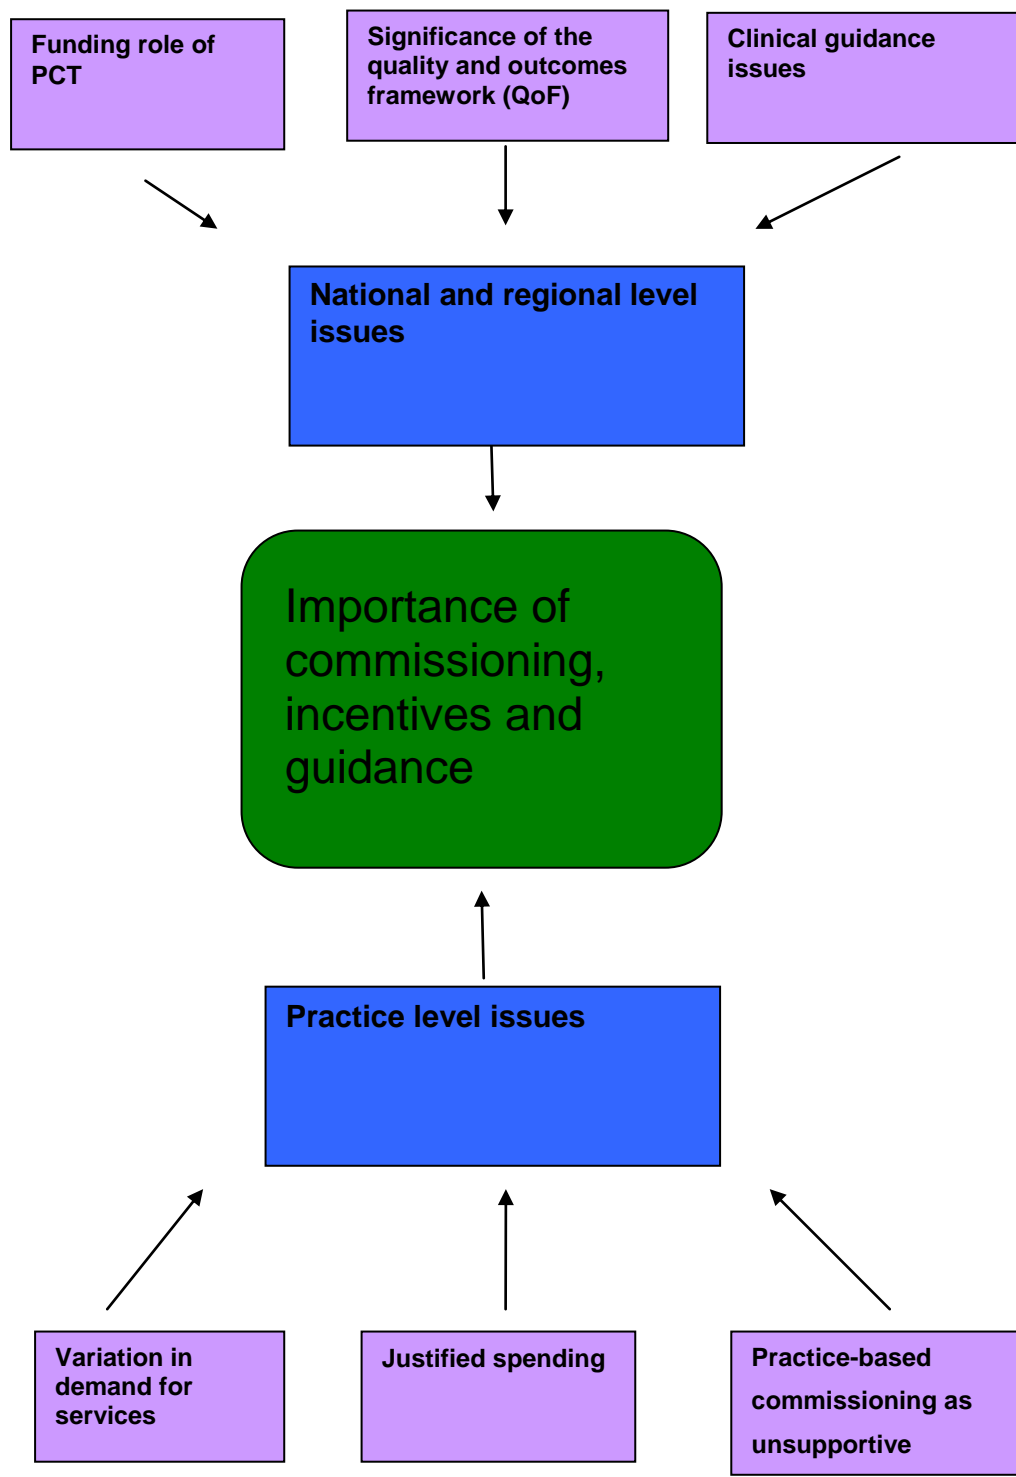 Funding role of
PCT
Significance of the
quality and outcomes
framework (QoF)
Clinical guidance
issues
National and regional level
issues
Importance of
commissioning,
incentives and
guidance
Practice level issues
Variation in
demand for
services
Justified spending
Practice-based
commissioning as
unsupportive